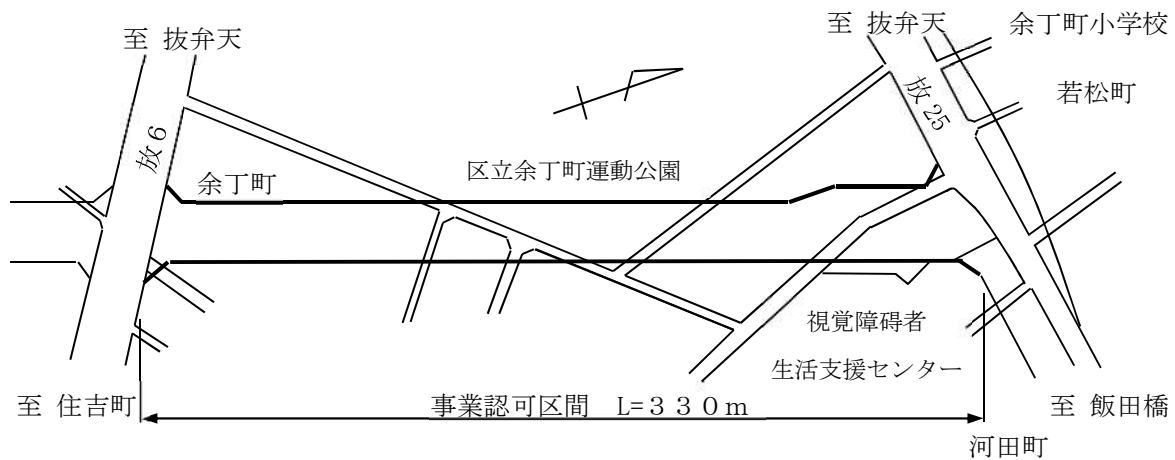 至 抜弁天
至 抜弁天
余丁町小学校
若松町
放6
放25
余丁町
区立余丁町運動公園
視覚障碍者
生活支援センター
至 住吉町
事業認可区間 L=330m
至 飯田橋
河田町